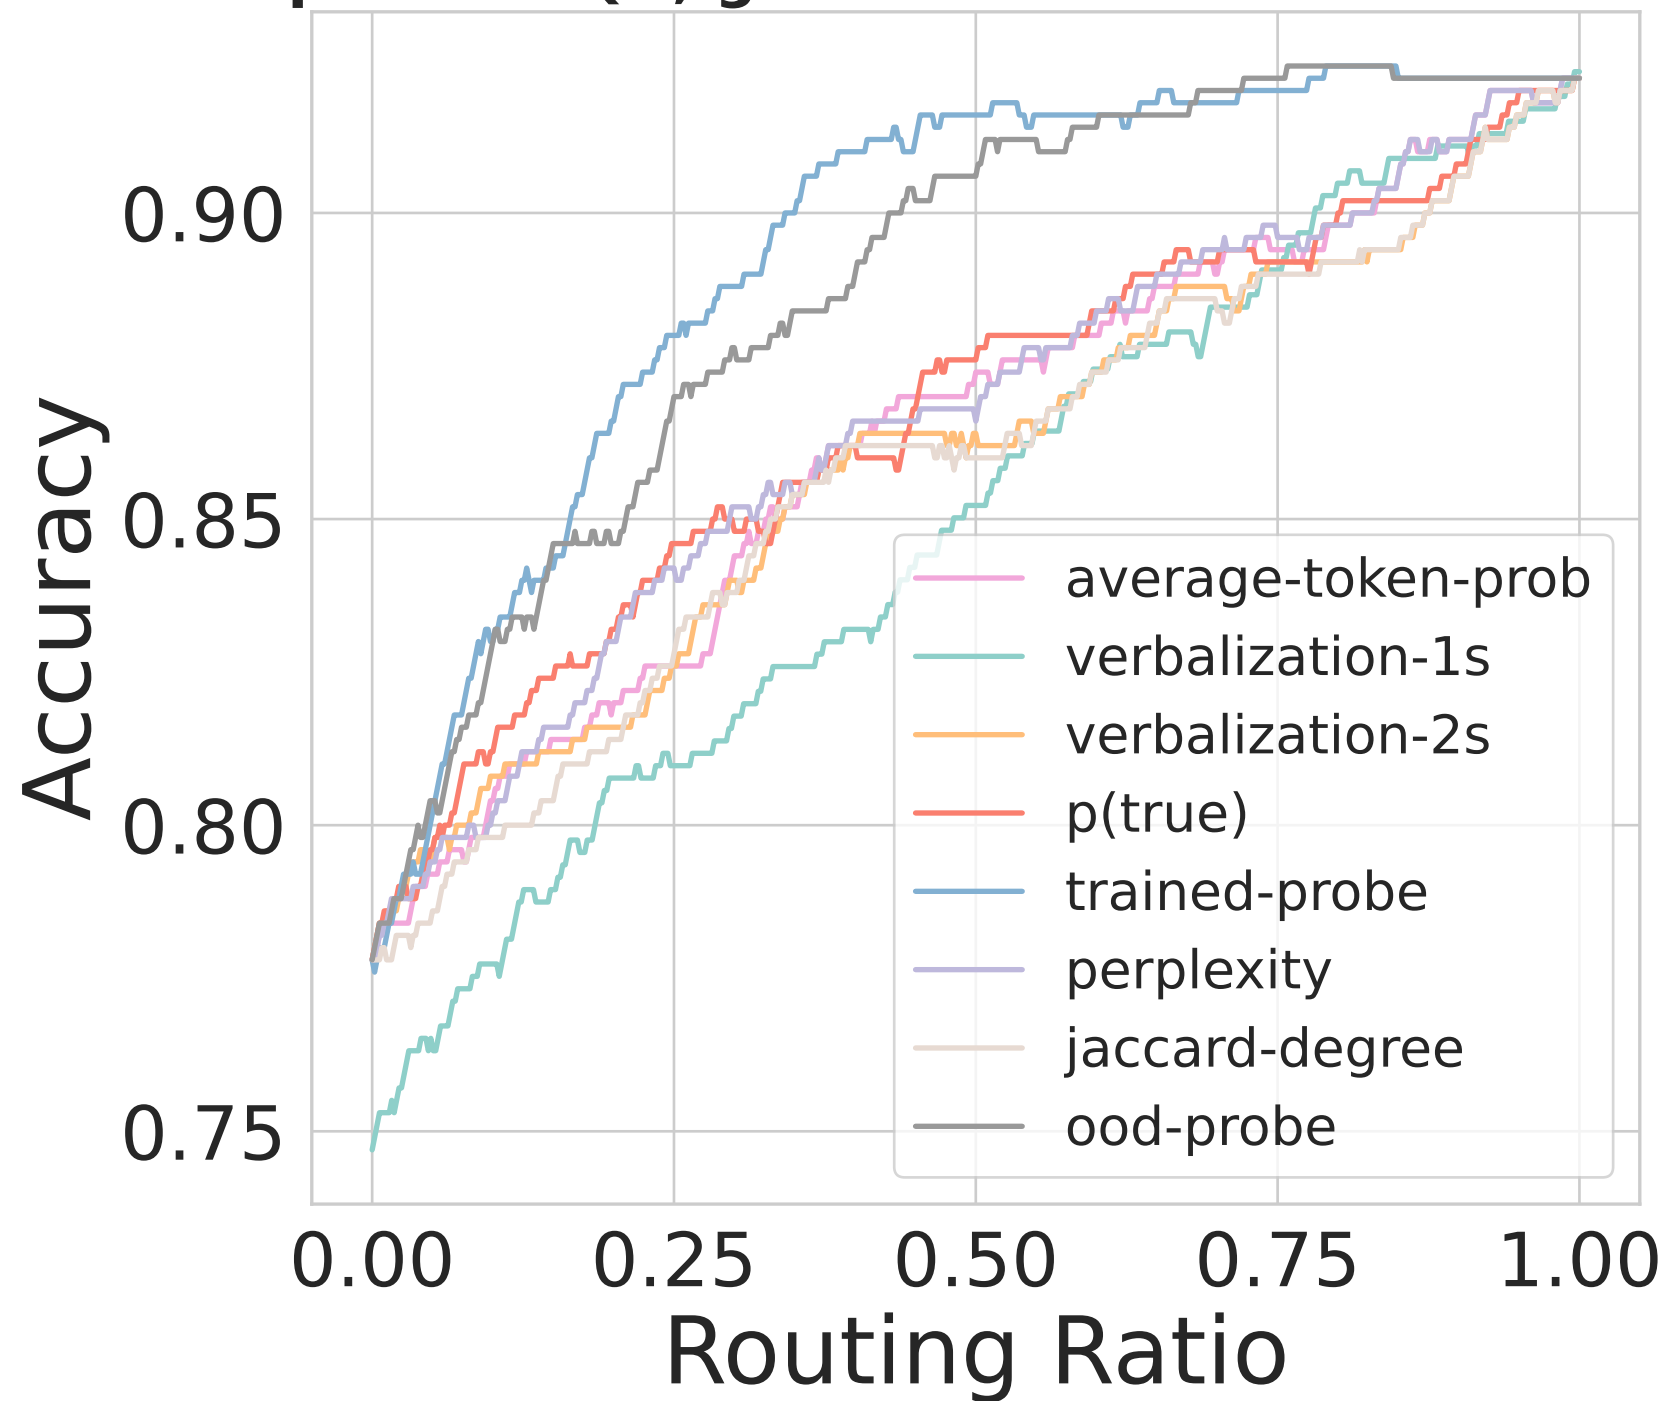 Accuracy
0.90
0.85
0.80
0.75
average-token-prob
verbalization-1s
verbalization-2s
p(true)
trained-probe
perplexity
jaccard-degree
ood-probe
0.00 0.25 0.50 0.75 1.00
Routing Ratio